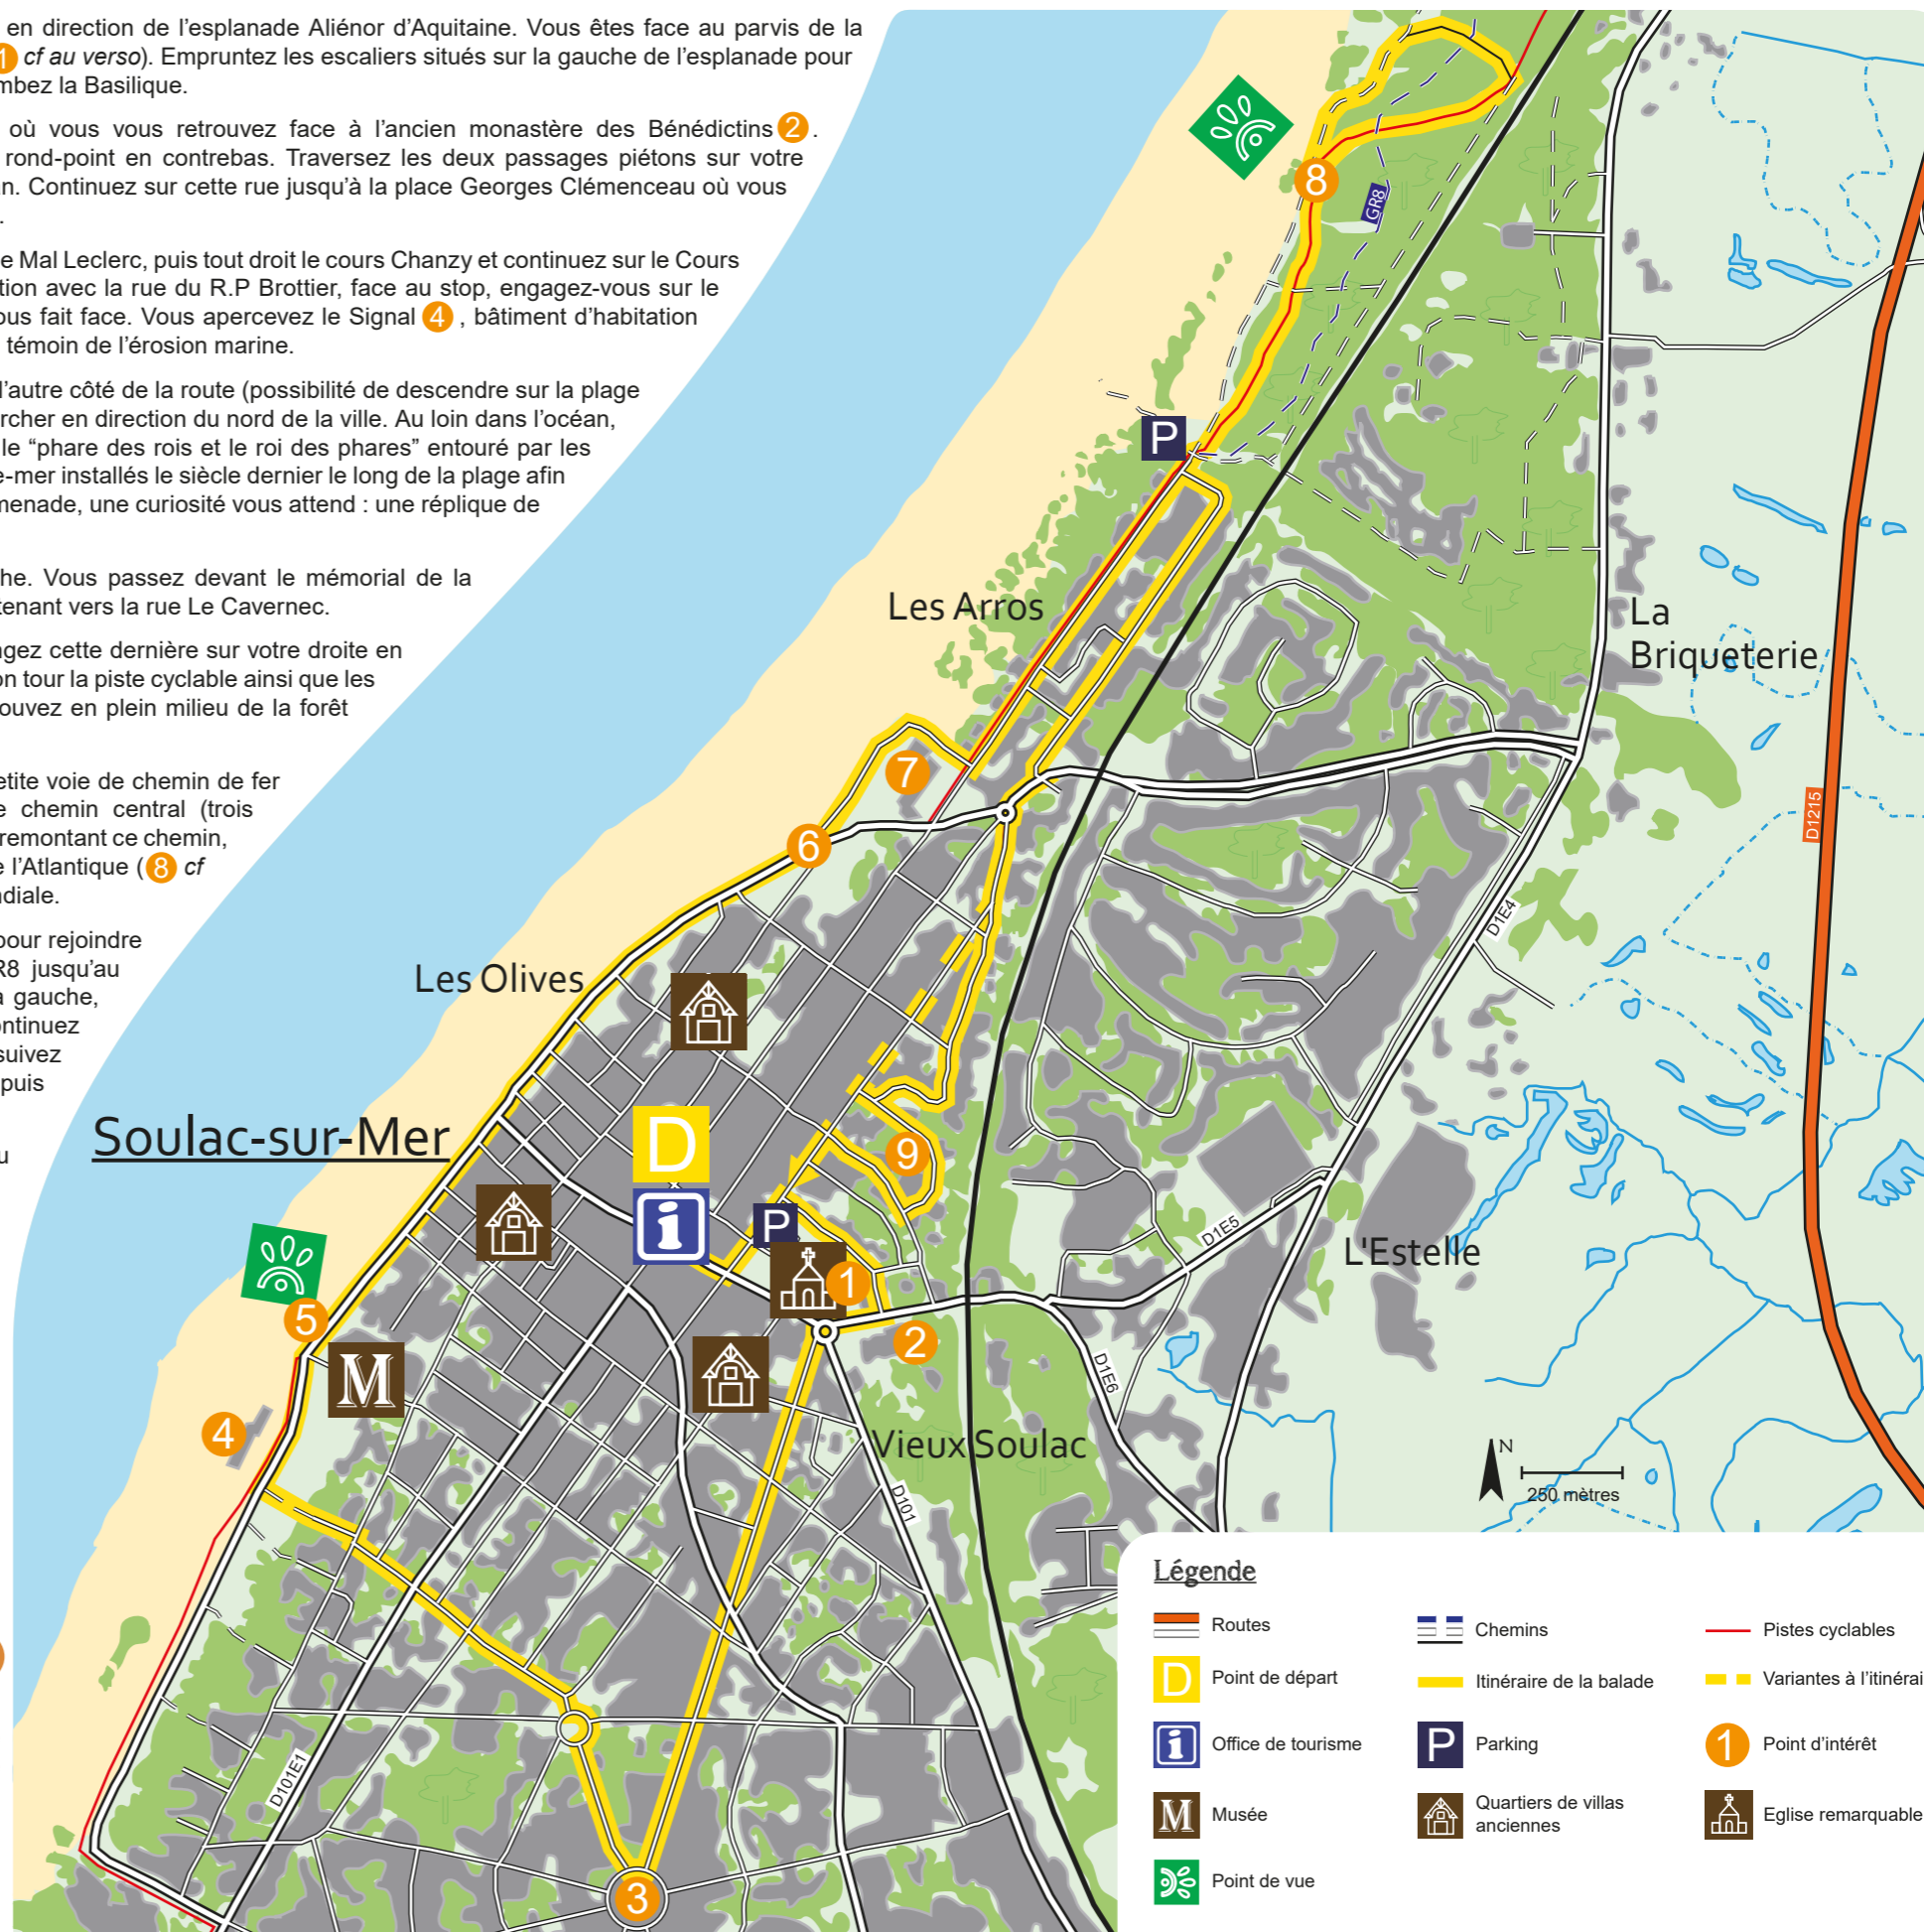 en direction de l'esplanade Aliénor d'Aquitaine. Vous êtes face au parvis de la
1 cf au verso). Empruntez les escaliers situés sur la gauche de l'esplanade pour
mbez la Basilique.
où vous vous retrouvez face à l'ancien monastère des Bénédictins 2 .
rond-point en contrebas. Traversez les deux passages piétons sur votre
an. Continuez sur cette rue jusqu'à la place Georges Clémenceau où vous
.
e Mal Leclerc, puis tout droit le cours Chanzy et continuez sur le Cours
tion avec la rue du R.P Brottier, face au stop, engagez-vous sur le
ous fait face. Vous apercevez le Signal 4 , bâtiment d'habitation
témoin de l'érosion marine.
l'autre côté de la route (possibilité de descendre sur la plage
rcher en direction du nord de la ville. Au loin dans l'océan,
le “phare des rois et le roi des phares” entouré par les
e-mer installés le siècle dernier le long de la plage afin
menade, une curiosité vous attend : une réplique de
he. Vous passez devant le mémorial de la
tenant vers la rue Le Cavernec.
ngez cette dernière sur votre droite en
on tour la piste cyclable ainsi que les
ouvez en plein milieu de la forêt
etite voie de chemin de fer
e chemin central (trois
remontant ce chemin,
e l'Atlantique ( 8 cf
ndiale.
pour rejoindre
R8 jusqu'au
a gauche,
ontinuez
suivez
puis
u
8
GR8
P
Les Arros
La
Briqueterie
7
6
D1215
D1E4
Les Olives
Soulac-sur-Mer
D
i
P
9
1
2
D1E5
L'Estelle
5
M
4
D1E6
Vieux Soulac
D101
N
250 mètres
D101E1
3
Légende
Routes
Chemins
Pistes cyclables
D Point de départ
Itinéraire de la balade
Variantes à l'itinérai
i Office de tourisme
P Parking
1 Point d'intérêt
M Musée
Quartiers de villas
anciennes
Eglise remarquable
Point de vue